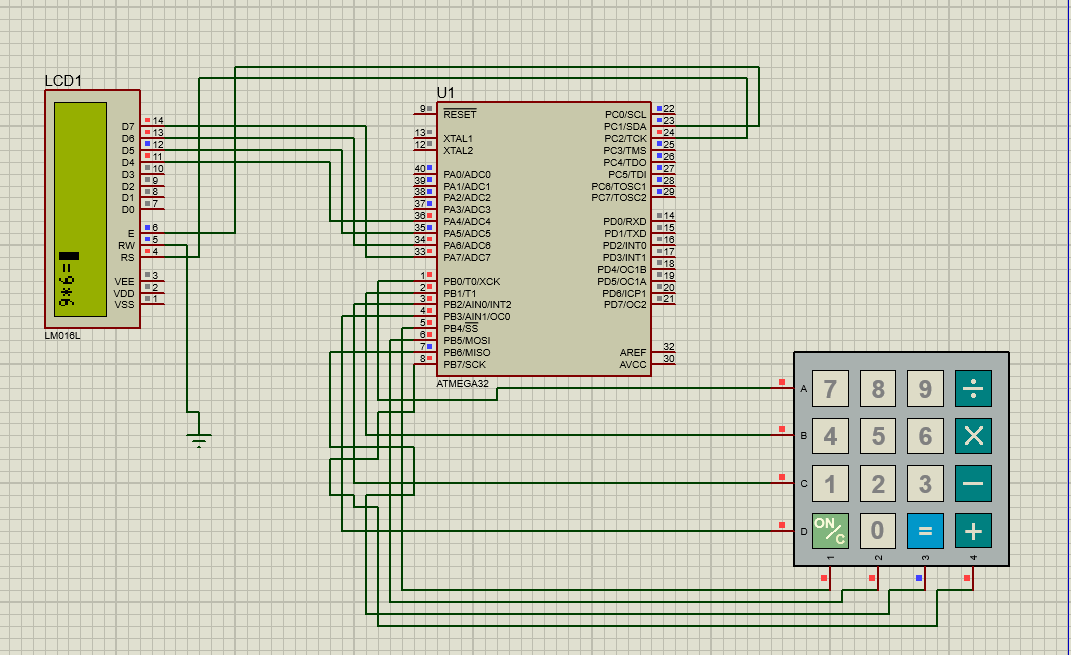 LCD1
9*6=
LM016L
D7 14
D6 13
D5 12
D4 11
D3 10
D2 9
D1 8
D0 7
E 6
RW 5
RS 4
VEE 3
VDD 2
VSS 1
U1
9 RESET
13 XTAL1
12 XTAL2
40 PA0/ADC0
39 PA1/ADC1
38 PA2/ADC2
37 PA3/ADC3
36 PA4/ADC4
35 PA5/ADC5
34 PA6/ADC6
33 PA7/ADC7
1 PB0/T0/XCK
2 PB1/T1
3 PB2/AIN0/INT2
4 PB3/AIN1/OC0
5 PB4/SS
6 PB5/MOSI
7 PB6/MISO
8 PB7/SCK
PC0/SCL 22
PC1/SDA 23
PC2/TCK 24
PC3/TMS 25
PC4/TDO 26
PC5/TDI 27
PC6/TOSC1 28
PC7/TOSC2 29
PD0/RXD 14
PD1/TXD 15
PD2/INT0 16
PD3/INT1 17
PD4/OC1B 18
PD5/OC1A 19
PD6/ICP1 20
PD7/OC2 21
AREF 32
AVCC 30
ATMEGA32
A 7 8 9 ÷
B 4 5 6 ×
C 1 2 3 −
D ON/C 0 = +
1 2 3 4